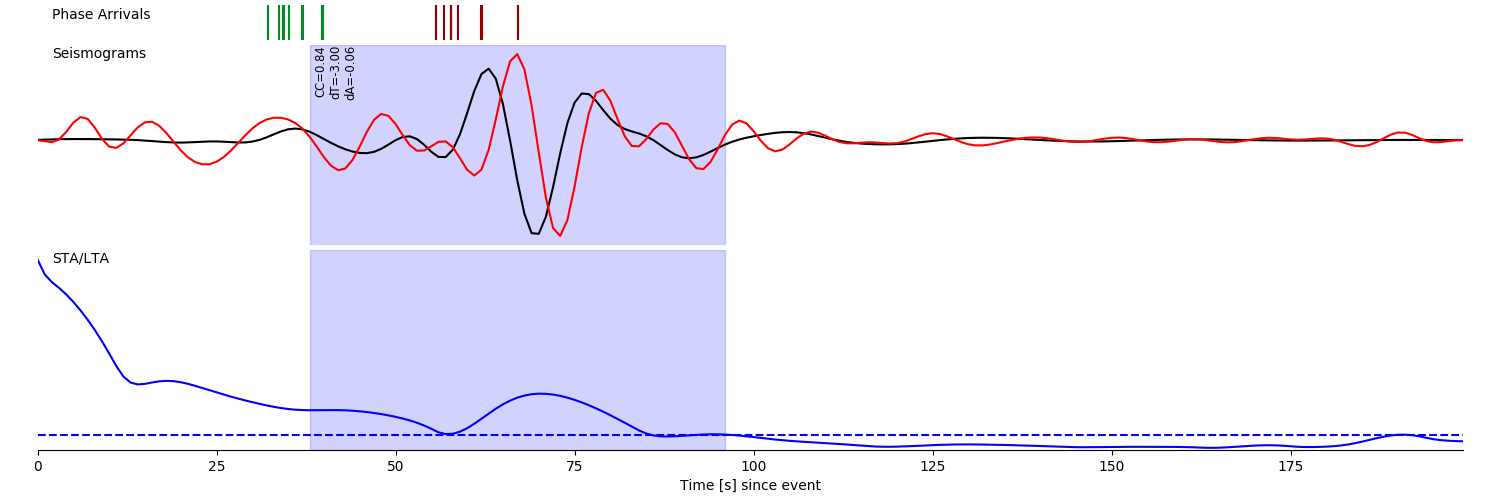 Phase Arrivals
Seismograms
CC=0.84
dT=-3.00
dA=-0.06
STA/LTA
0 25 50 75 100 125 150 175
Time [s] since event